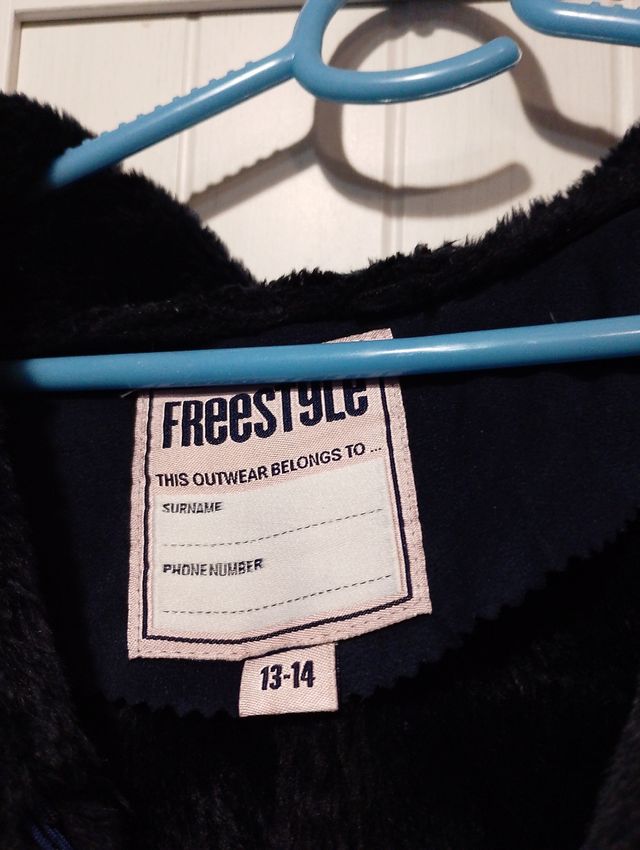 FReeSTyLe
THIS OUTWEAR BELONGS TO ...
SURNAME
PHONE NUMBER
13-14